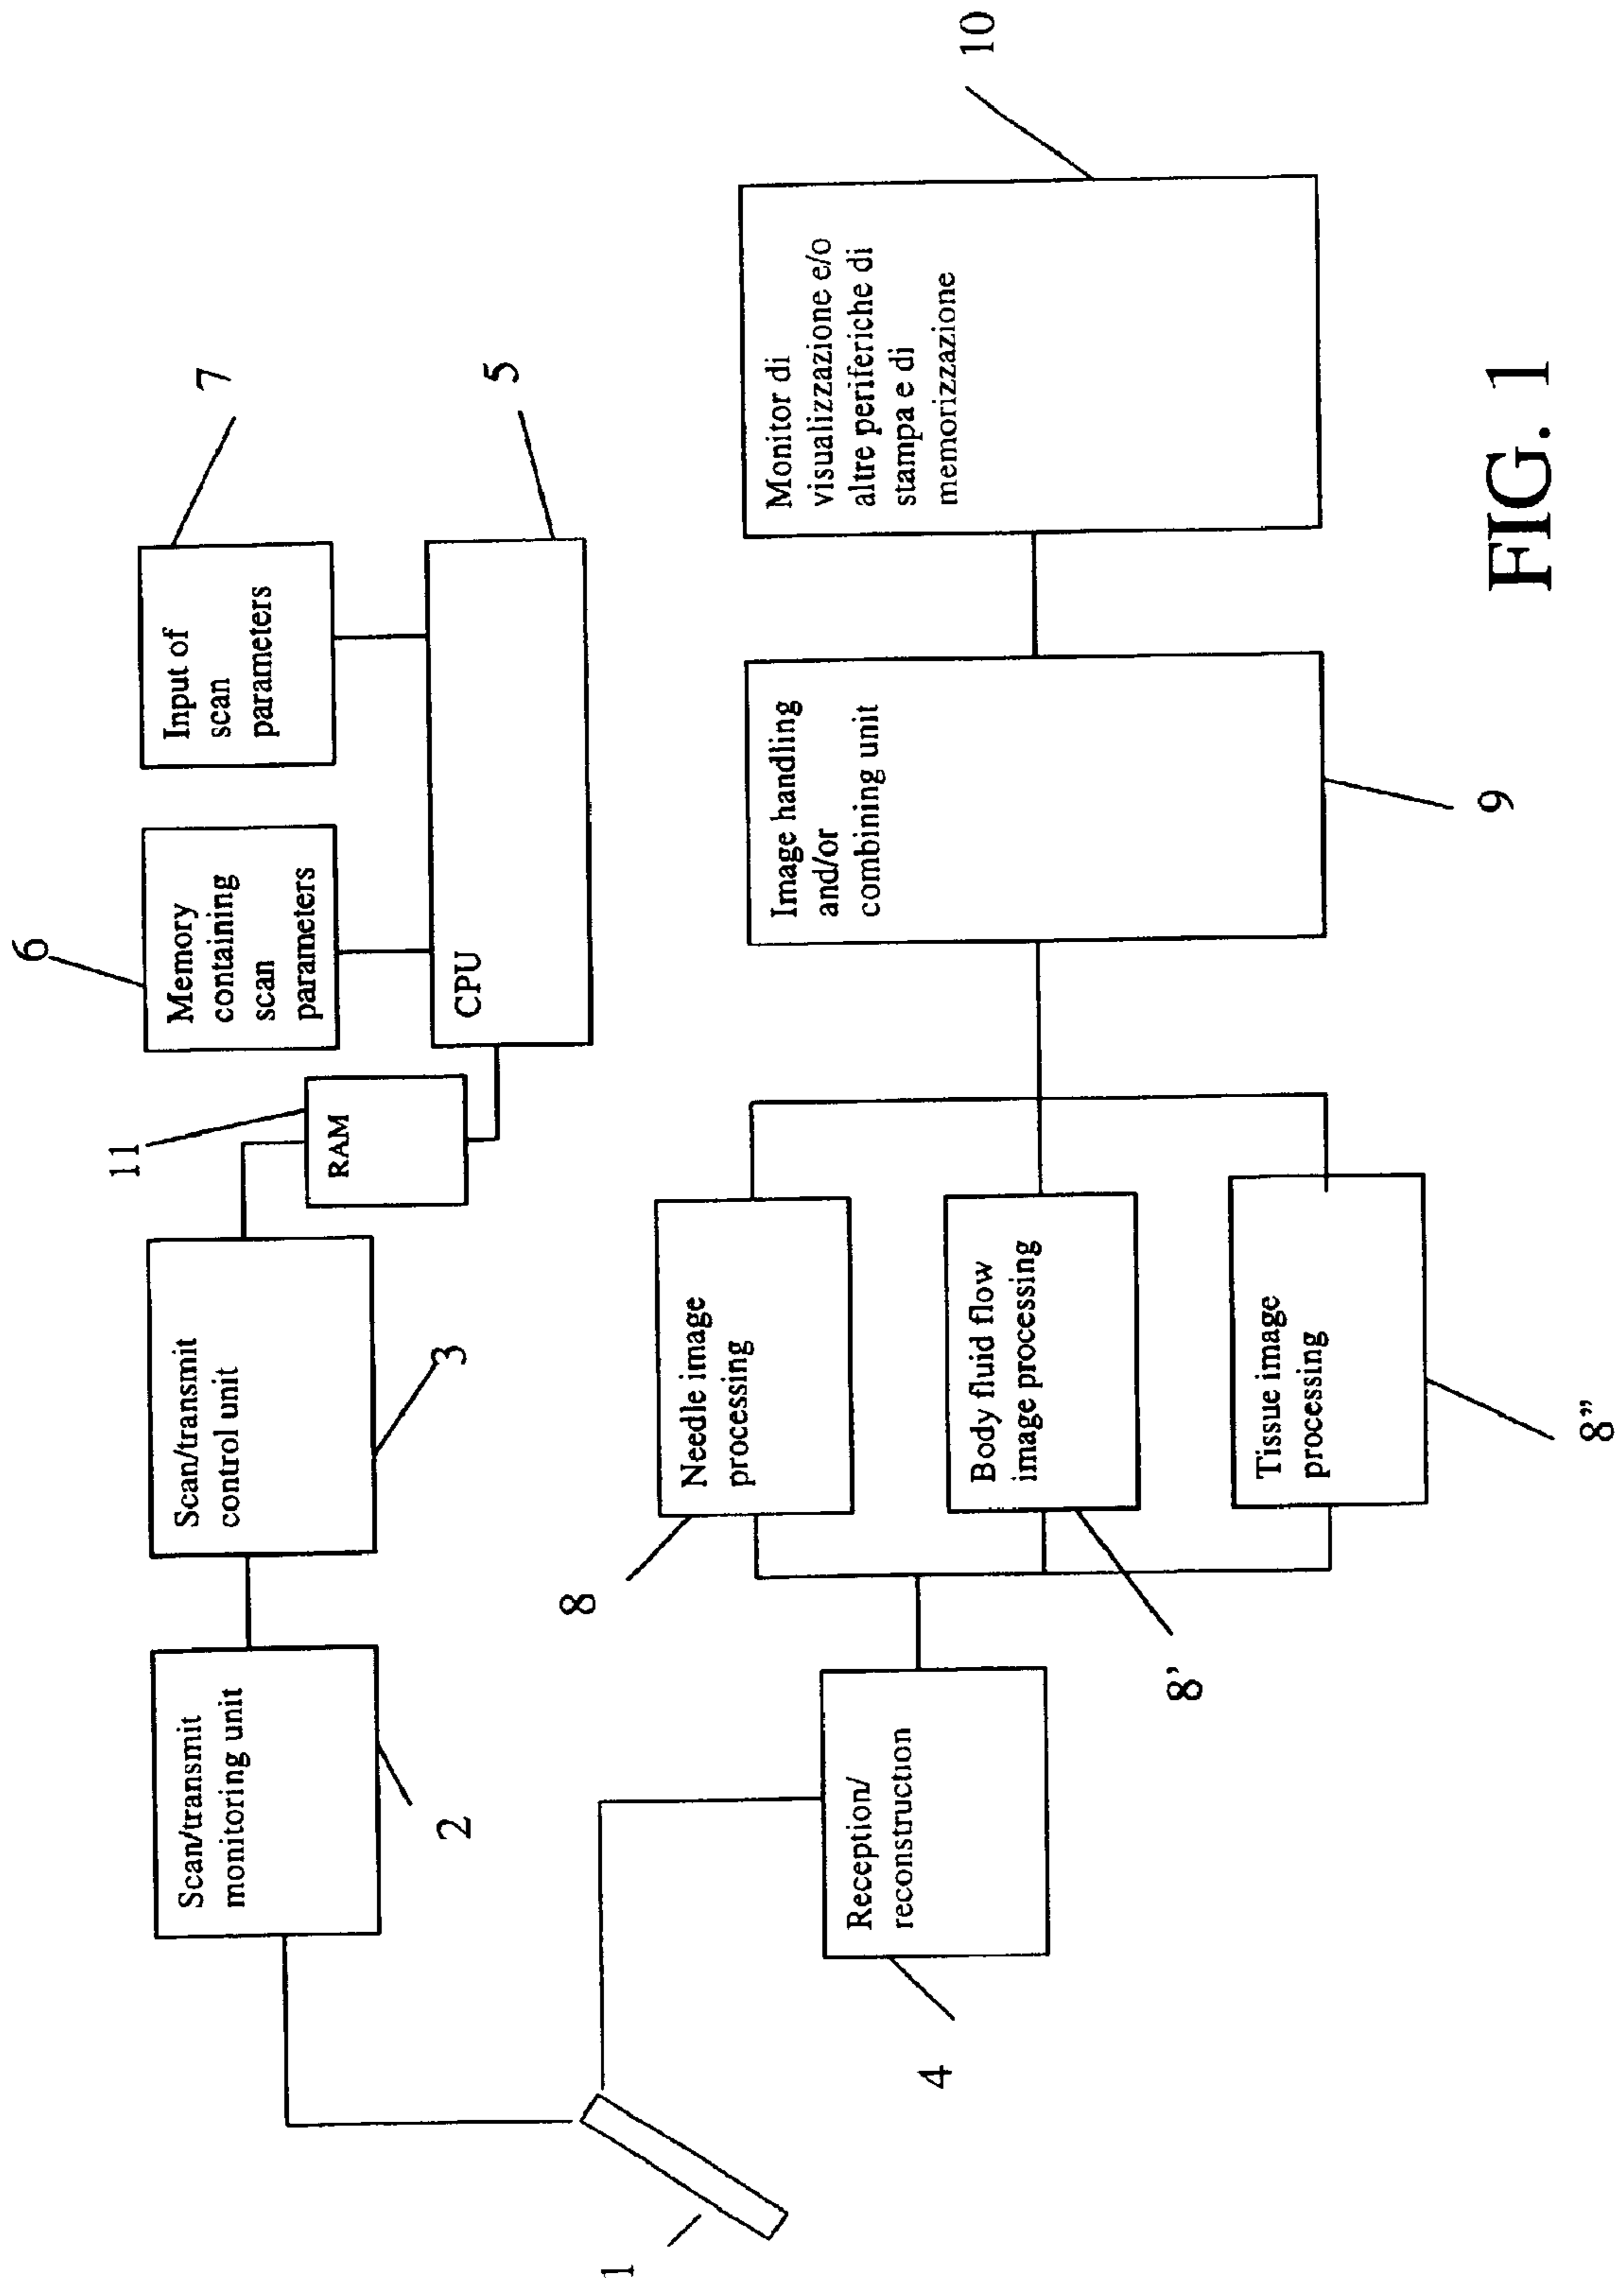 6
7
Memory
containing
scan
parameters
Input of
scan
parameters
11
RAM
CPU
5
Scan/transmit
monitoring unit
2
Scan/transmit
control unit
3
1
Reception/
reconstruction
4
8
Needle image
processing
8'
Body fluid flow
image processing
8”
Tissue image
processing
Image handling
and/or
combining unit
9
Monitor di
visualizzazione e/o
altre periferiche di
stampa e di
memorizzazione
10
FIG. 1